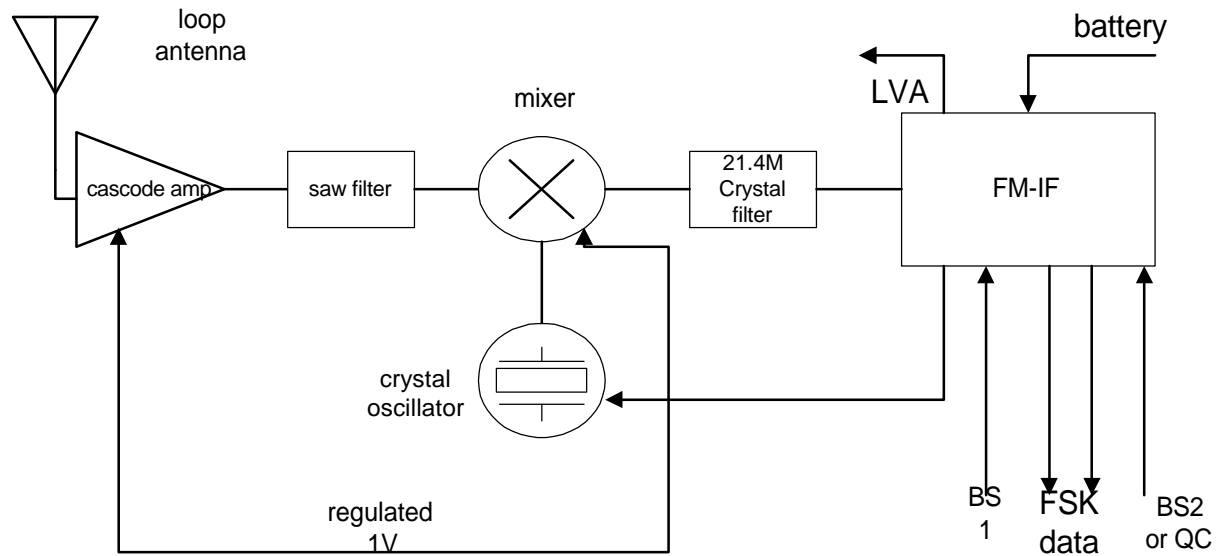 loop
antenna
battery
LVA
mixer
cascode amp
saw filter
21.4M
Crystal
filter
FM-IF
crystal
oscillator
regulated
1V
BS
1
FSK
data
BS2
or QC